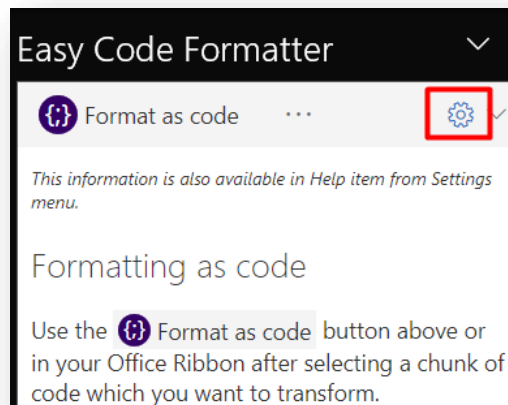 Easy Code Formatter
{;} Format as code ...
This information is also available in Help item from Settings
menu.
Formatting as code
Use the {;} Format as code button above or
in your Office Ribbon after selecting a chunk of
code which you want to transform.